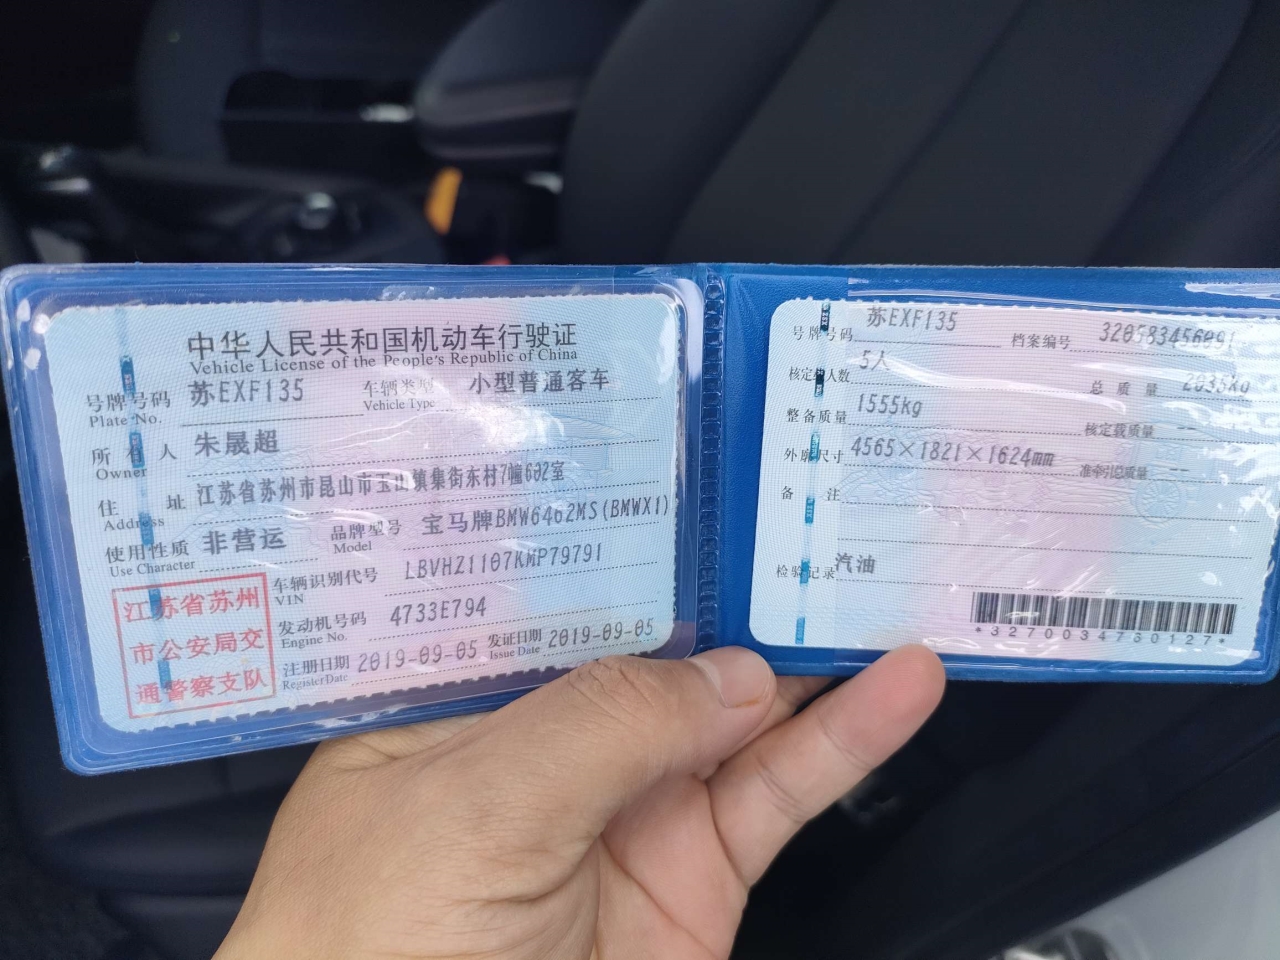 中华人民共和国机动车行驶证
Vehicle License of the People's Republic of China
号牌号码 苏EXF135 车辆类型 小型普通客车
Plate No. Vehicle Type
所有人 朱晟超
Owner
住址 江苏省苏州市昆山市玉山镇集街东村7幢602室
Address
使用性质 非营运 品牌型号 宝马牌BMW6462MS(BMWX1)
Use Character Model
江苏省苏州
市公安局交
通警察支队
车辆识别代号 LBVHZ1107KMP79791
VIN
发动机号码 4733E794
Engine No.
注册日期 2019-09-05 发证日期 2019-09-05
Register Date Issue Date
号牌号码 苏EXF135 档案编号 320583456091
核定载人数 5人 总质量 2035kg
整备质量 1555kg 核定载质量 --
外廓尺寸 4565×1821×1624mm 准牵引总质量 --
备注
检验记录 汽油
*3270034760127*